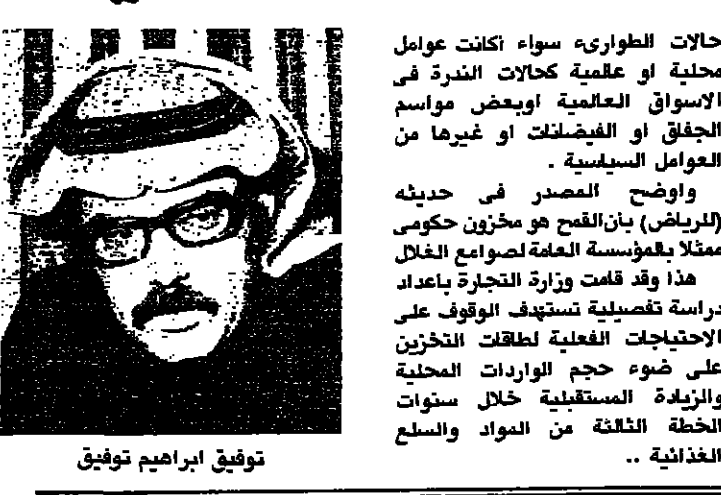 حالات الطوارىء سواء أكانت عوامل
محلية او عالمية كحالات الندرة فى
الاسواق العالمية اوبعض مواسم
الجفاق او الفيضانات او غيرها من
العوامل السياسية .
واوضح المصدر فى حديثه
(للرياض) بأن القمح هو مخزون حكومى
ممثلا بالمؤسسة العامة لصوامع الغلال
هذا وقد قامت وزارة التجارة باعداد
دراسة تفصيلية تستهدف الوقوف على
الاحتياجات الفعلية لطاقات التخزين
على ضوء حجم الواردات المحلية
والزيادة المستقبلية خلال سنوات
الخطة الثالثة من المواد والسلع
الغذائية ..
توفيق ابراهيم توفيق